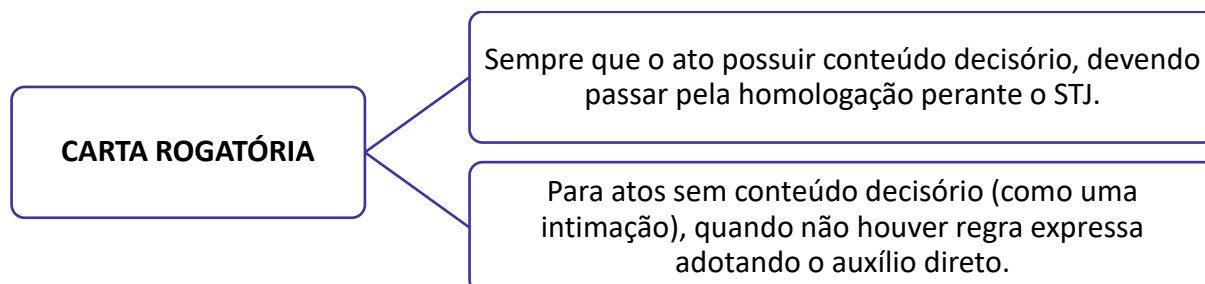 CARTA ROGATÓRIA
Sempre que o ato possuir conteúdo decisório, devendo
passar pela homologação perante o STJ.
Para atos sem conteúdo decisório (como uma
intimação), quando não houver regra expressa
adotando o auxílio direto.